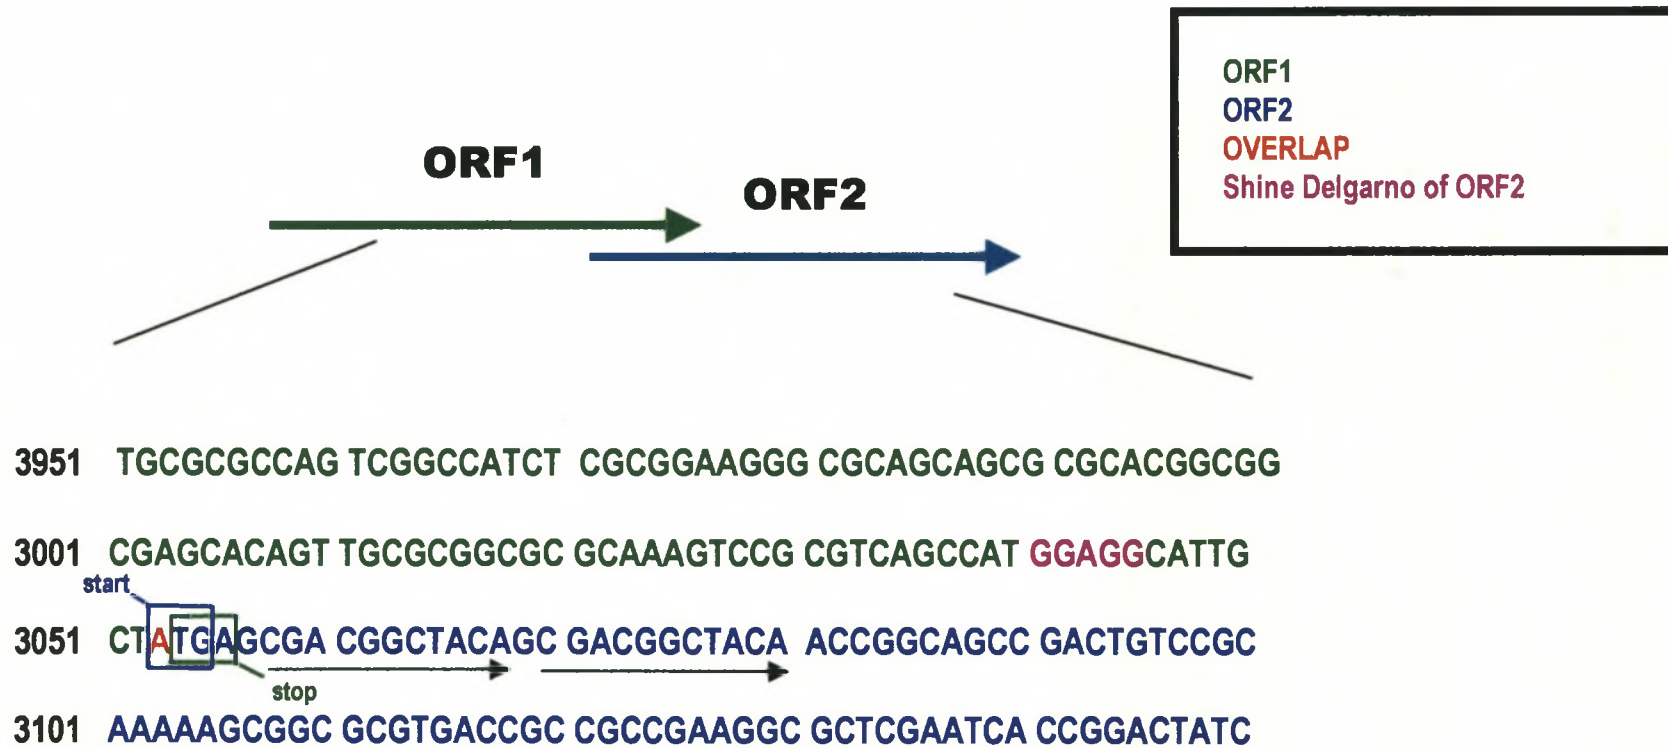 ORF1
ORF2
OVERLAP
Shine Delgarno of ORF2
ORF1
ORF2
3951 TGCGCGCCAG TCGGCCATCT CGCGGAAGGG CGCAGCAGCG CGCACGGCGG
3001 CGAGCACAGT TGCGCGGCGC GCAAAGTCCG CGTCAGCCAT GGAGGCATTG
start
3051 CTATGAGCGA CGGCTACAGC GACGGCTACA ACCGGCAGCC GACTGTCCGC
stop
3101 AAAAAGCGGC GCGTGACCGC CGCCGAAGGC GCTCGAATCA CCGGACTATC